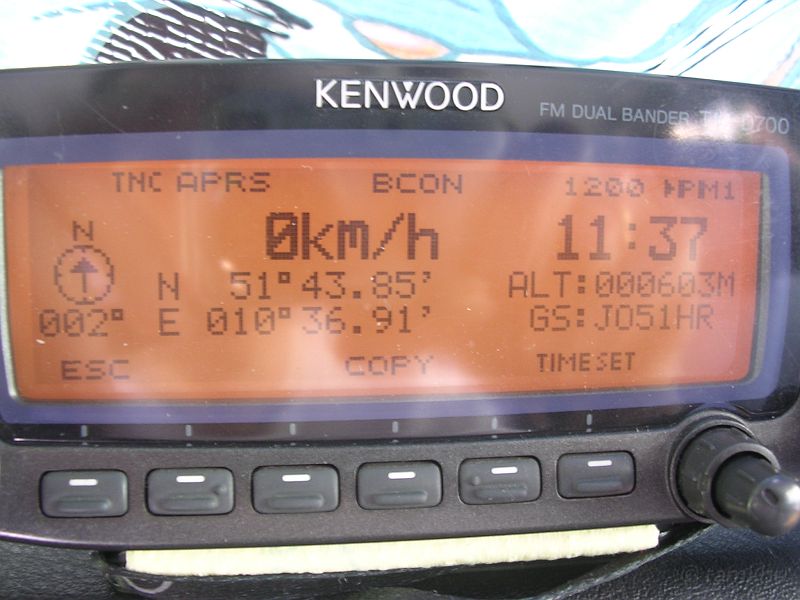 KENWOOD
FM DUAL BANDER
TNC APRS BCON 1200
N 0km/h 11:37
N 51°43.85' ALT:000603M
002° E 010°36.91' GS:JO51HR
ESC COPY TIMESET